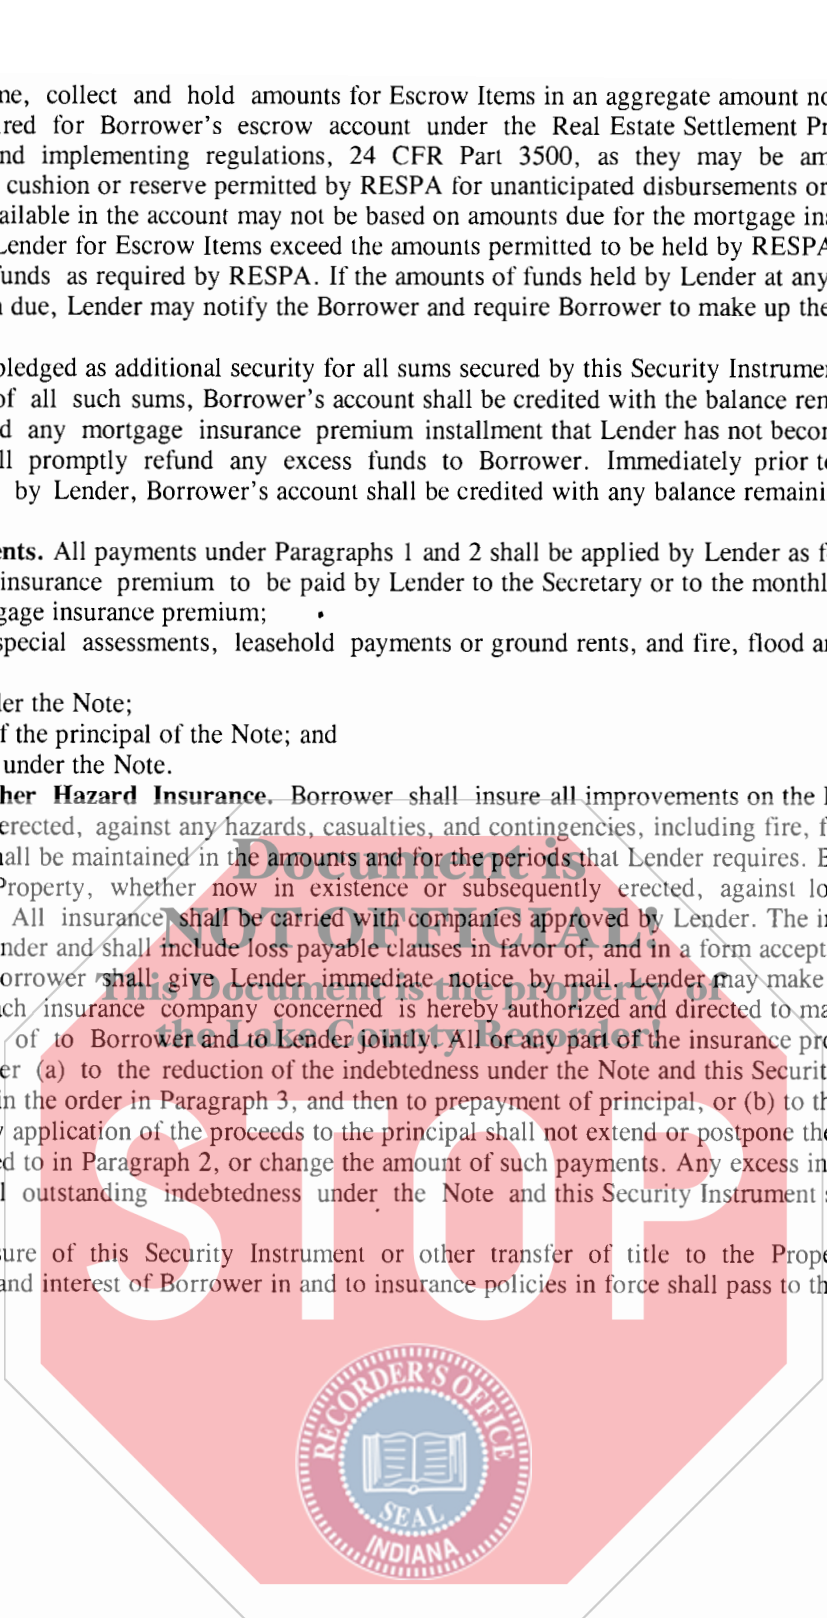 ne, collect and hold amounts for Escrow Items in an aggregate amount no
red for Borrower's escrow account under the Real Estate Settlement Pr
nd implementing regulations, 24 CFR Part 3500, as they may be am
cushion or reserve permitted by RESPA for unanticipated disbursements or
ailable in the account may not be based on amounts due for the mortgage in
Lender for Escrow Items exceed the amounts permitted to be held by RESPA
funds as required by RESPA. If the amounts of funds held by Lender at any
due, Lender may notify the Borrower and require Borrower to make up the
pledged as additional security for all sums secured by this Security Instrume
of all such sums, Borrower's account shall be credited with the balance ren
d any mortgage insurance premium installment that Lender has not becor
ll promptly refund any excess funds to Borrower. Immediately prior to
by Lender, Borrower's account shall be credited with any balance remaini
ents. All payments under Paragraphs 1 and 2 shall be applied by Lender as f
insurance premium to be paid by Lender to the Secretary or to the monthl
gage insurance premium;
special assessments, leasehold payments or ground rents, and fire, flood a
er the Note;
f the principal of the Note; and
under the Note.
her Hazard Insurance. Borrower shall insure all improvements on the
erected, against any hazards, casualties, and contingencies, including fire, f
all be maintained in the amounts and for the periods that Lender requires. B
Document is
Property, whether now in existence or subsequently erected, against lo
All insurance shall be carried with companies approved by Lender. The i
NOT OFFICIAL!
nder and shall include loss payable clauses in favor of, and in a form accept
orrower shall give Lender immediate notice by mail. Lender may make
This Document is the property of
ch insurance company concerned is hereby authorized and directed to ma
of to Borrower and to Lender jointly. All or any part of the insurance pro
the Lake County Recorder!
er (a) to the reduction of the indebtedness under the Note and this Securit
in the order in Paragraph 3, and then to prepayment of principal, or (b) to th
application of the proceeds to the principal shall not extend or postpone the
d to in Paragraph 2, or change the amount of such payments. Any excess in
l outstanding indebtedness under the Note and this Security Instrument
STOP
sure of this Security Instrument or other transfer of title to the Prope
and interest of Borrower in and to insurance policies in force shall pass to th
RECORDER'S OFFICE
SEAL
INDIANA